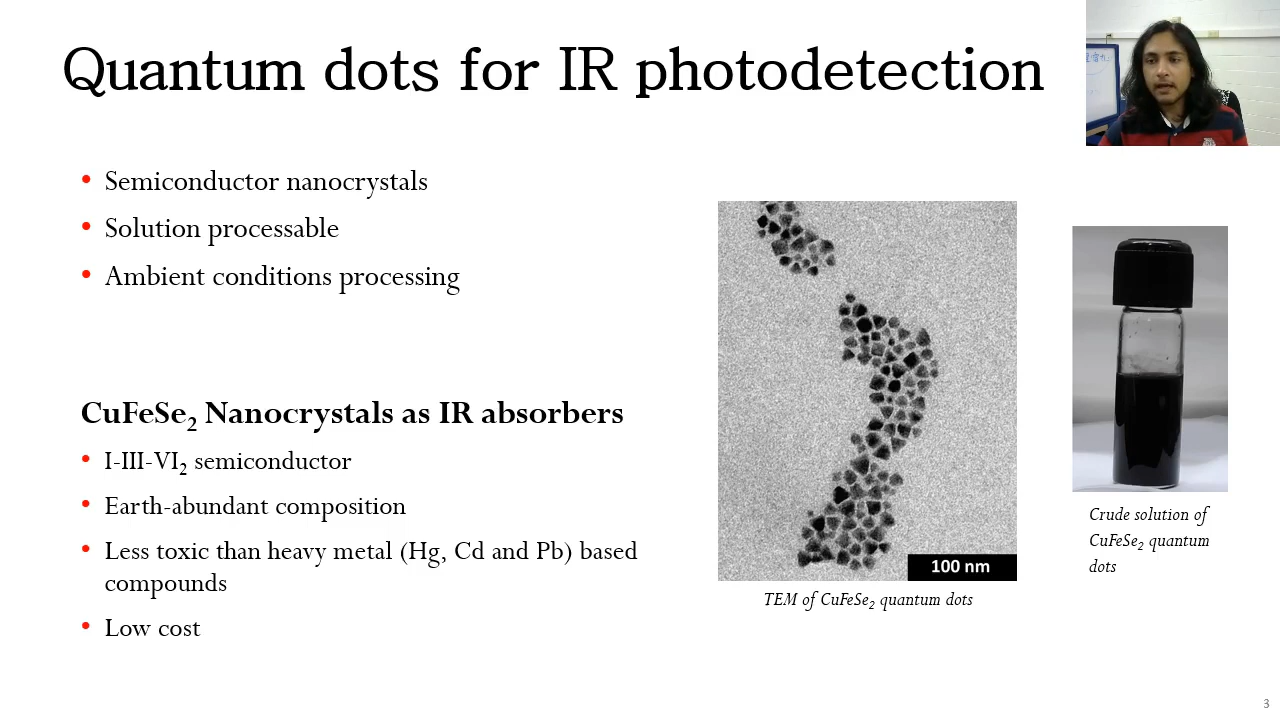 Quantum dots for IR photodetection
• Semiconductor nanocrystals
• Solution processable
• Ambient conditions processing
CuFeSe₂ Nanocrystals as IR absorbers
• I-III-VI₂ semiconductor
• Earth-abundant composition
• Less toxic than heavy metal (Hg, Cd and Pb) based
compounds
• Low cost
100 nm
TEM of CuFeSe₂ quantum dots
Crude solution of
CuFeSe₂ quantum
dots
3